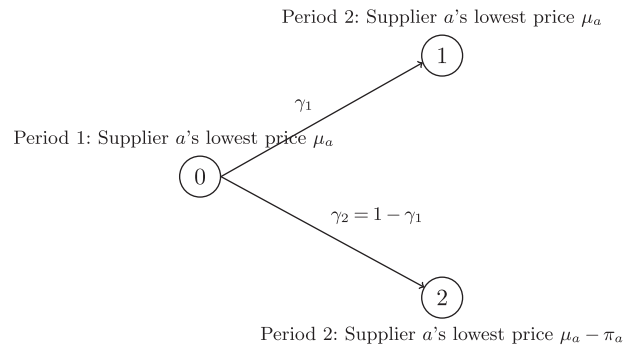 Period 2: Supplier a's lowest price μₐ
1
γ₁
Period 1: Supplier a's lowest price μₐ
0
γ₂ = 1 − γ₁
2
Period 2: Supplier a's lowest price μₐ − πₐ